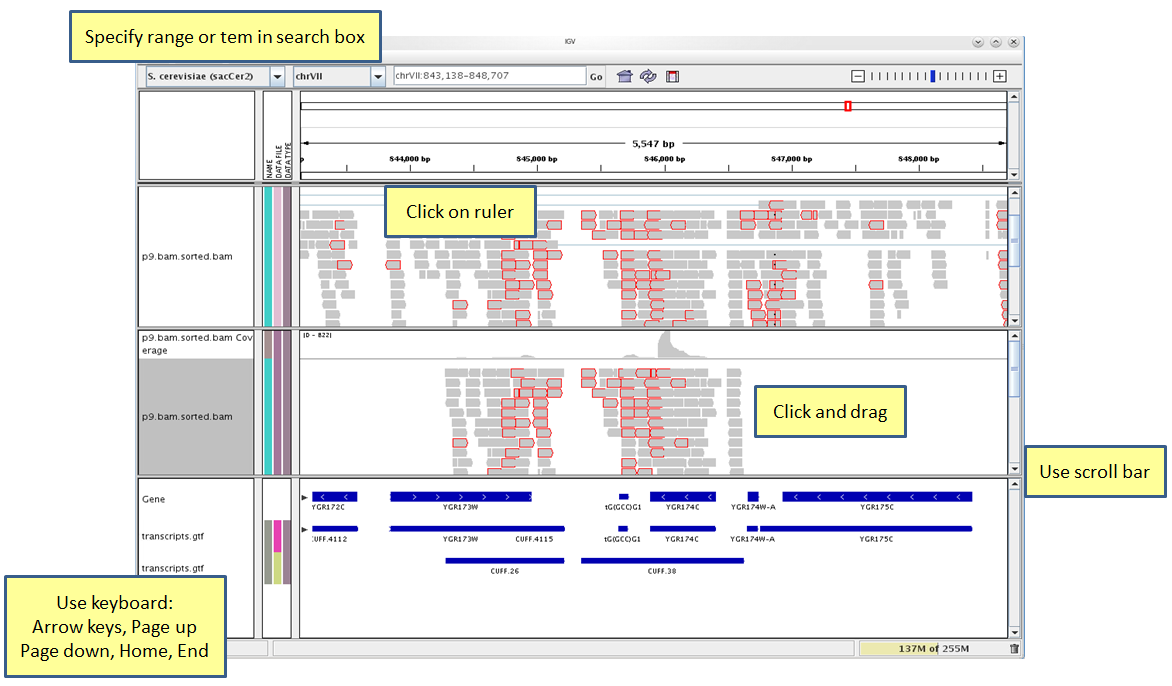 Specify range or tem in search box
IGV
S. cerevisiae (sacCer2)
chrVII
chrVII:843,138-848,707
Go
NAME
DATA FILE
DATA TYPE
5,547 bp
844,000 bp
845,000 bp
846,000 bp
847,000 bp
848,000 bp
Click on ruler
p9.bam.sorted.bam
p9.bam.sorted.bam Cov
erage
[0 - 822]
p9.bam.sorted.bam
Click and drag
Use scroll bar
Gene
YGR172C
YGR173W
tG(GCC)G1
YGR174C
YGR174W-A
YGR175C
transcripts.gtf
CUFF.4112
YGR173W
CUFF.4115
tG(GCC)G1
YGR174C
YGR174W-A
YGR175C
transcripts.gtf
CUFF.26
CUFF.38
Use keyboard:
Arrow keys, Page up
Page down, Home, End
137M of 255M